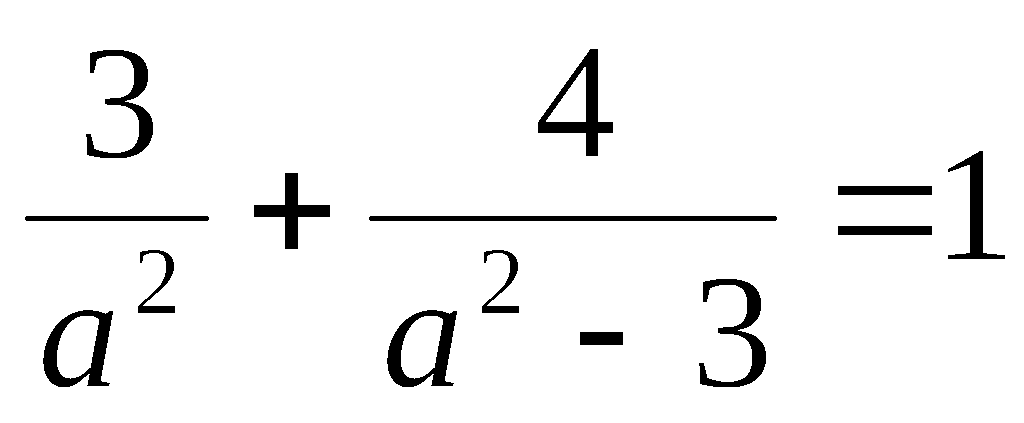 3/a² + 4/(a² - 3) = 1